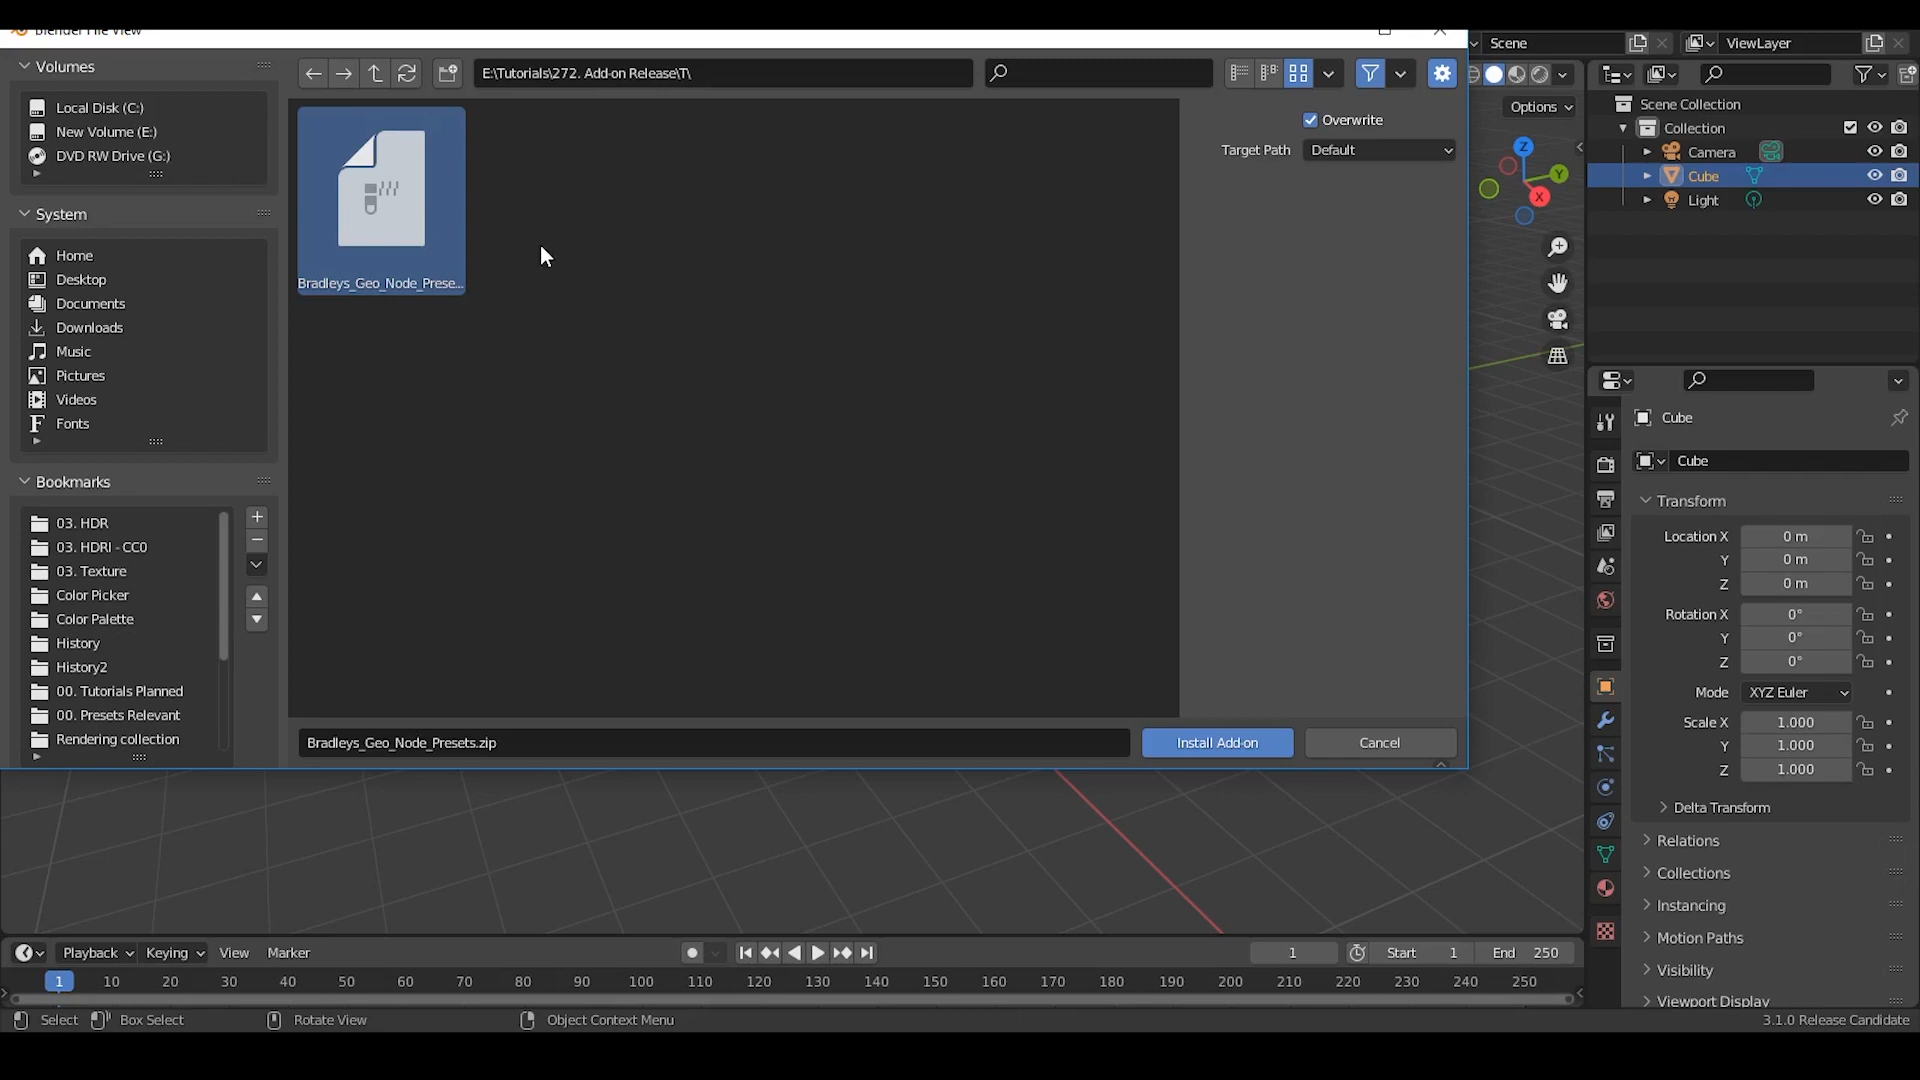 Blender File View
Volumes
Local Disk (C:)
New Volume (E:)
DVD RW Drive (G:)
System
Home
Desktop
Documents
Downloads
Music
Pictures
Videos
Fonts
Bookmarks
03. HDR
03. HDRI - CC0
03. Texture
Color Picker
Color Palette
History
History2
00. Tutorials Planned
00. Presets Relevant
Rendering collection
E:\Tutorials\272. Add-on Release\T\
Bradleys_Geo_Node_Prese...
Overwrite
Target Path Default
Bradleys_Geo_Node_Presets.zip
Install Add-on
Cancel
Scene
ViewLayer
Options
Z
Y
X
Scene Collection
Collection
Camera
Cube
Light
Cube
Cube
Transform
Location X 0 m
Y 0 m
Z 0 m
Rotation X 0°
Y 0°
Z 0°
Mode XYZ Euler
Scale X 1.000
Y 1.000
Z 1.000
Delta Transform
Relations
Collections
Instancing
Motion Paths
Visibility
Viewport Display
Playback Keying View Marker
1 Start 1 End 250
1 10 20 30 40 50 60 70 80 90 100 110 120 130 140 150 160 170 180 190 200 210 220 230 240 250
Select Box Select Rotate View Object Context Menu 3.1.0 Release Candidate